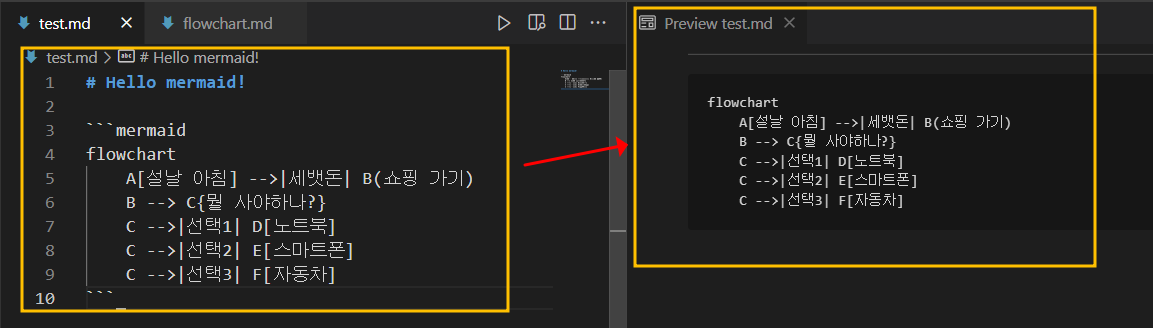 test.md
flowchart.md
Preview test.md
test.md > # Hello mermaid!
1 # Hello mermaid!
2
3 ```mermaid
4 flowchart
5 A[설날 아침] -->|세뱃돈| B(쇼핑 가기)
6 B --> C{뭘 사야하나?}
7 C -->|선택1| D[노트북]
8 C -->|선택2| E[스마트폰]
9 C -->|선택3| F[자동차]
10 ```
flowchart
A[설날 아침] -->|세뱃돈| B(쇼핑 가기)
B --> C{뭘 사야하나?}
C -->|선택1| D[노트북]
C -->|선택2| E[스마트폰]
C -->|선택3| F[자동차]